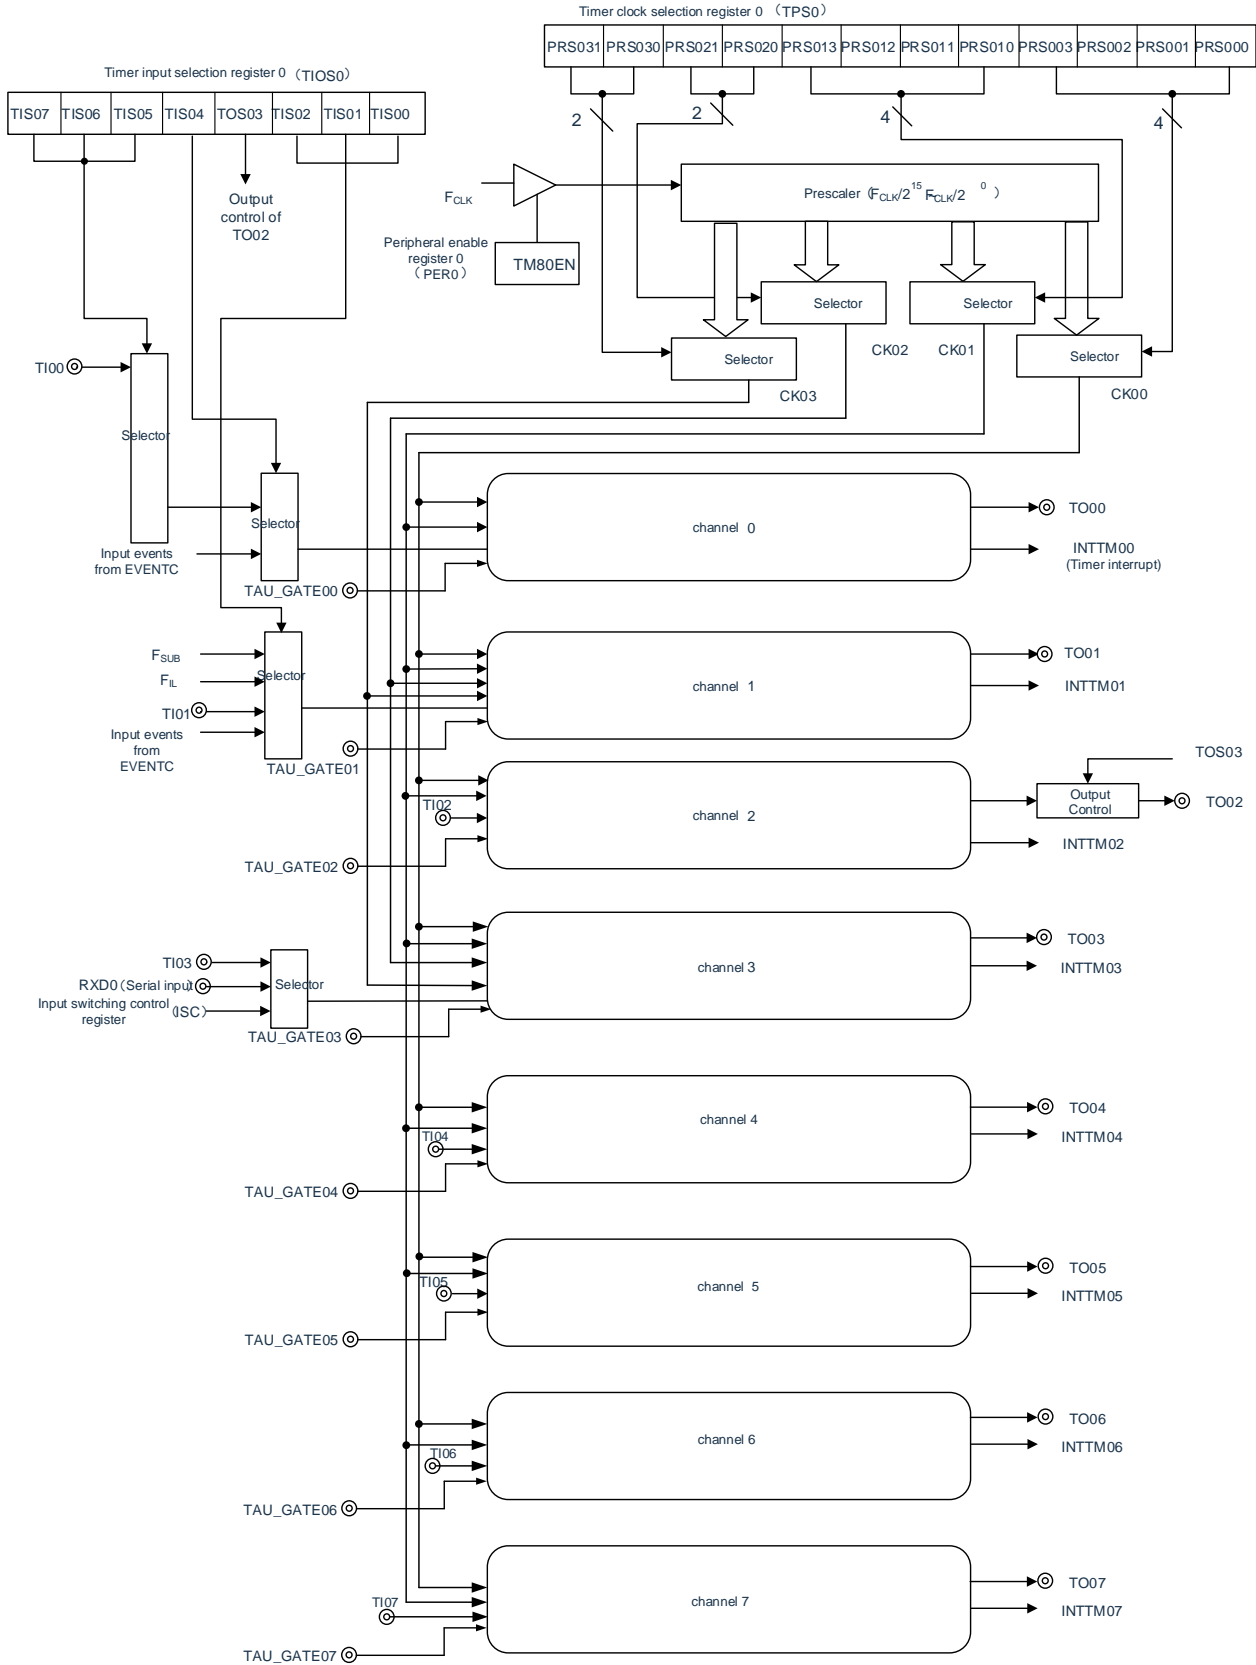 Timer clock selection register 0 （TPS0）
PRS031 PRS030 PRS021 PRS020 PRS013 PRS012 PRS011 PRS010 PRS003 PRS002 PRS001 PRS000
Timer input selection register 0 （TIOS0）
TIS07 TIS06 TIS05 TIS04 TOS03 TIS02 TIS01 TIS00
2
2
4
4
Output
control of
TO02
FCLK
Prescaler （FCLK/2^15~FCLK/2^0 ）
Peripheral enable
register 0
（PER0）
TM80EN
Selector
Selector
Selector
Selector
CK02
CK01
CK03
CK00
TI00
Selector
Selector
Input events
from EVENTC
TAU_GATE00
channel 0
TO00
INTTM00
(Timer interrupt)
FSUB
FIL
TI01
Input events
from
EVENTC
Selector
TAU_GATE01
channel 1
TO01
INTTM01
TOS03
TI02
TAU_GATE02
channel 2
Output
Control
TO02
INTTM02
TI03
RXD0（Serial input）
Input switching control
register
（ISC）
Selector
TAU_GATE03
channel 3
TO03
INTTM03
TI04
TAU_GATE04
channel 4
TO04
INTTM04
TI05
TAU_GATE05
channel 5
TO05
INTTM05
TI06
TAU_GATE06
channel 6
TO06
INTTM06
TI07
TAU_GATE07
channel 7
TO07
INTTM07